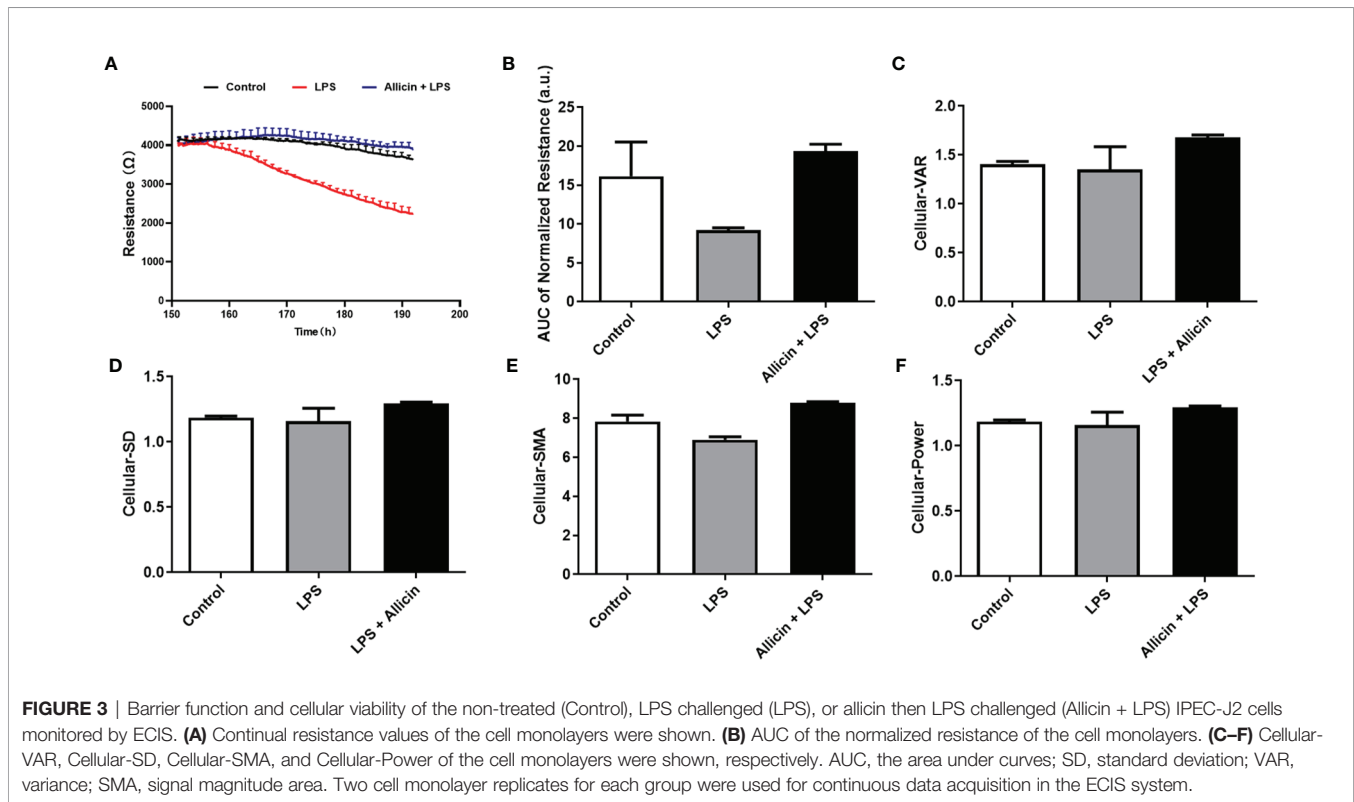 A
Control LPS Allicin + LPS
Resistance (Ω)
5000
4000
3000
2000
1000
0
150 160 170 180 190 200
Time (h)
B
AUC of Normalized Resistance (a.u.)
25
20
15
10
5
0
Control
LPS
Allicin + LPS
C
Cellular-VAR
2.0
1.5
1.0
0.5
0.0
Control
LPS
LPS + Allicin
D
Cellular-SD
1.5
1.0
0.5
0.0
Control
LPS
LPS + Allicin
E
Cellular-SMA
10
8
6
4
2
0
Control
LPS
Allicin + LPS
F
Cellular-Power
1.5
1.0
0.5
0.0
Control
LPS
Allicin + LPS
FIGURE 3 | Barrier function and cellular viability of the non-treated (Control), LPS challenged (LPS), or allicin then LPS challenged (Allicin + LPS) IPEC-J2 cells
monitored by ECIS. (A) Continual resistance values of the cell monolayers were shown. (B) AUC of the normalized resistance of the cell monolayers. (C–F) Cellular-
VAR, Cellular-SD, Cellular-SMA, and Cellular-Power of the cell monolayers were shown, respectively. AUC, the area under curves; SD, standard deviation; VAR,
variance; SMA, signal magnitude area. Two cell monolayer replicates for each group were used for continuous data acquisition in the ECIS system.